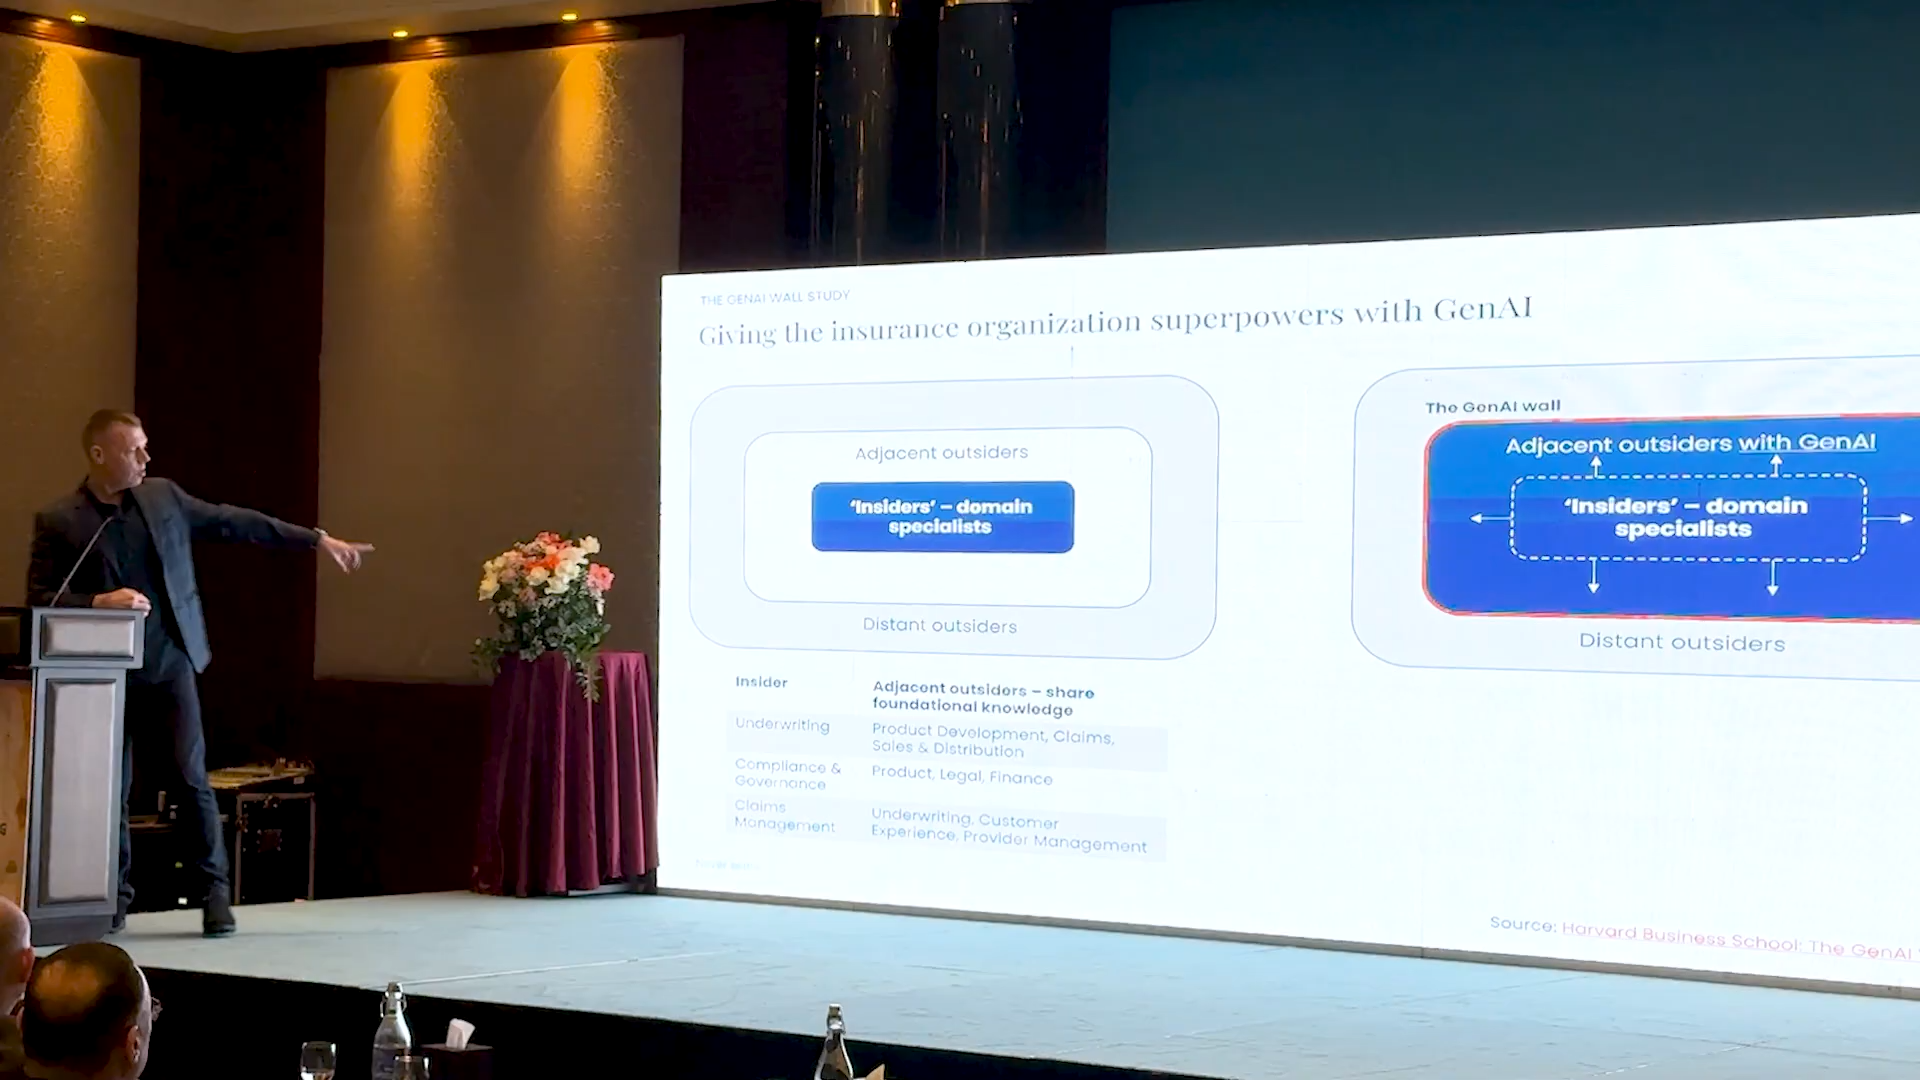 THE GENAI WALL STUDY
Giving the insurance organization superpowers with GenAI
Adjacent outsiders
'Insiders' – domain
specialists
Distant outsiders
The GenAI wall
Adjacent outsiders with GenAI
'Insiders' – domain
specialists
Distant outsiders
Insider
Adjacent outsiders – share
foundational knowledge
Underwriting
Product Development, Claims,
Sales & Distribution
Compliance &
Governance
Product, Legal, Finance
Claims
Management
Underwriting, Customer
Experience, Provider Management
Source: Harvard Business School: The GenAI